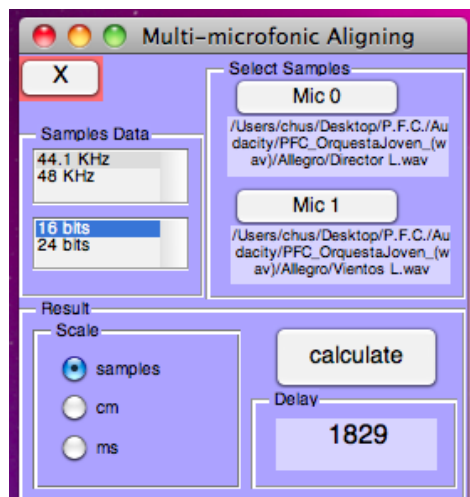 Multi-microfonic Aligning
X
Samples Data
44.1 KHz
48 KHz
16 bits
24 bits
Select Samples
Mic 0
/Users/chus/Desktop/P.F.C./Au
dacity/PFC_OrquestaJoven_(w
av)/Allegro/Director L.wav
Mic 1
/Users/chus/Desktop/P.F.C./Au
dacity/PFC_OrquestaJoven_(w
av)/Allegro/Vientos L.wav
Result
Scale
samples
cm
ms
calculate
Delay
1829